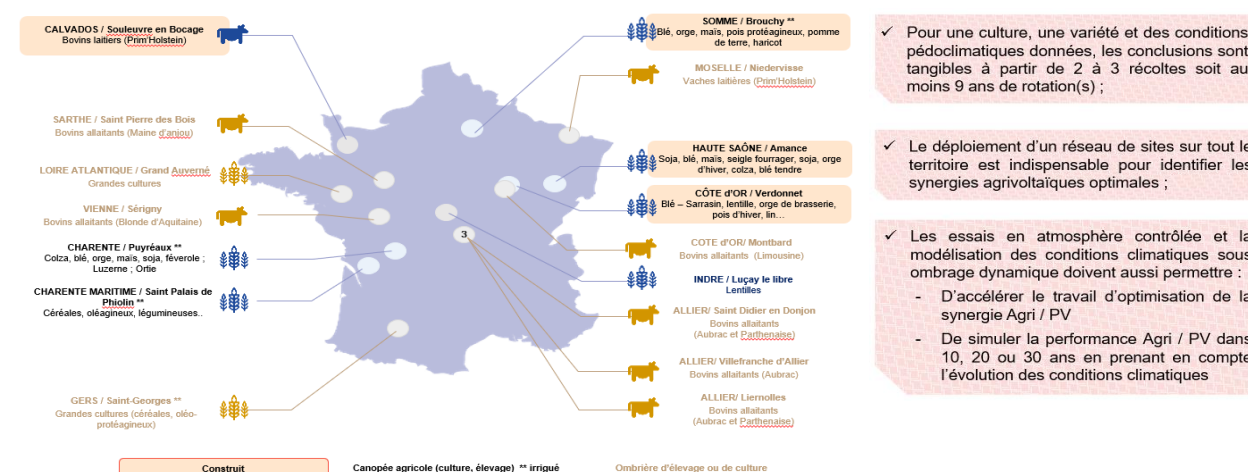 CALVADOS / Souleuvre en Bocage
Bovins laitiers (Prim'Holstein)
SARTHE / Saint Pierre des Bois
Bovins allaitants (Maine d'anjou)
LOIRE ATLANTIQUE / Grand Auverné
Grandes cultures
VIENNE / Sérigny
Bovins allaitants (Blonde d'Aquitaine)
CHARENTE / Puyréaux **
Colza, blé, orge, maïs, soja, féverole ;
Luzerne ; Ortie
CHARENTE MARITIME / Saint Palais de
Phiolin **
Céréales, oléagineux, légumineuses..
GERS / Saint-Georges **
Grandes cultures (céréales, oléo-
protéagineux)
3
SOMME / Brouchy **
Blé, orge, maïs, pois protéagineux, pomme
de terre, haricot
MOSELLE / Niedervisse
Vaches laitières (Prim'Holstein)
HAUTE SAÔNE / Amance
Soja, blé, maïs, seigle fourrager, soja, orge
d'hiver, colza, blé tendre
CÔTE d'OR / Verdonnet
Blé – Sarrasin, lentille, orge de brasserie,
pois d'hiver, lin…
COTE d'OR/ Montbard
Bovins allaitants (Limousine)
INDRE / Luçay le libre
Lentilles
ALLIER/ Saint Didier en Donjon
Bovins allaitants
(Aubrac et Parthenaise)
ALLIER/ Villefranche d'Allier
Bovins allaitants (Aubrac)
ALLIER/ Liernolles
Bovins allaitants
(Aubrac et Parthenaise)
✓ Pour une culture, une variété et des conditions
pédoclimatiques données, les conclusions sont
tangibles à partir de 2 à 3 récoltes soit au
moins 9 ans de rotation(s) ;
✓ Le déploiement d'un réseau de sites sur tout le
territoire est indispensable pour identifier les
synergies agrivoltaïques optimales ;
✓ Les essais en atmosphère contrôlée et la
modélisation des conditions climatiques sous
ombrage dynamique doivent aussi permettre :
- D'accélérer le travail d'optimisation de la
synergie Agri / PV
- De simuler la performance Agri / PV dans
10, 20 ou 30 ans en prenant en compte
l'évolution des conditions climatiques
Construit
Canopée agricole (culture, élevage) ** irrigué
Ombrière d'élevage ou de culture